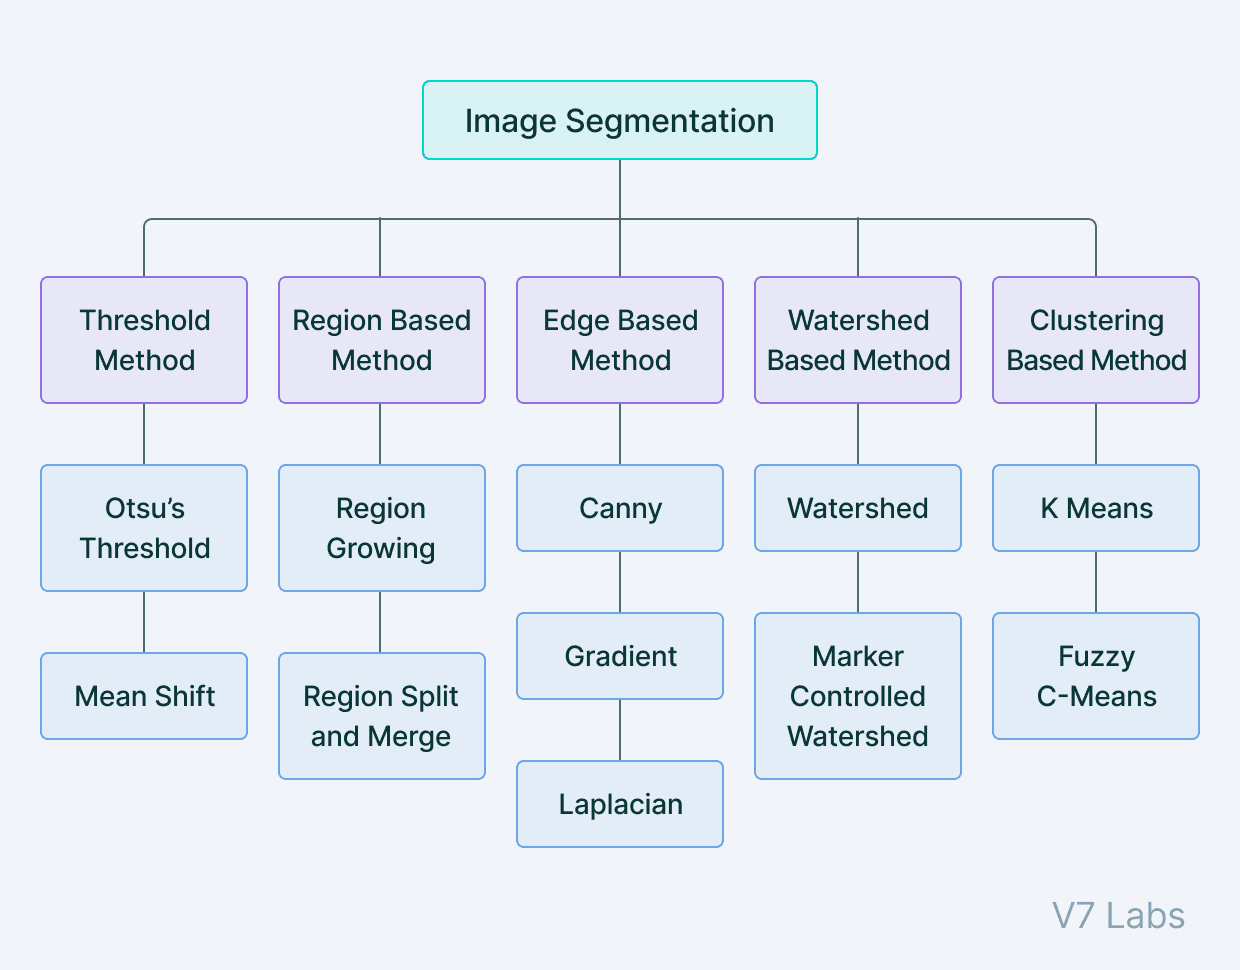 Image Segmentation
Threshold
Method
Region Based
Method
Edge Based
Method
Watershed
Based Method
Clustering
Based Method
Otsu’s
Threshold
Region
Growing
Canny
Watershed
K Means
Mean Shift
Region Split
and Merge
Gradient
Marker
Controlled
Watershed
Fuzzy
C-Means
Laplacian
V7 Labs